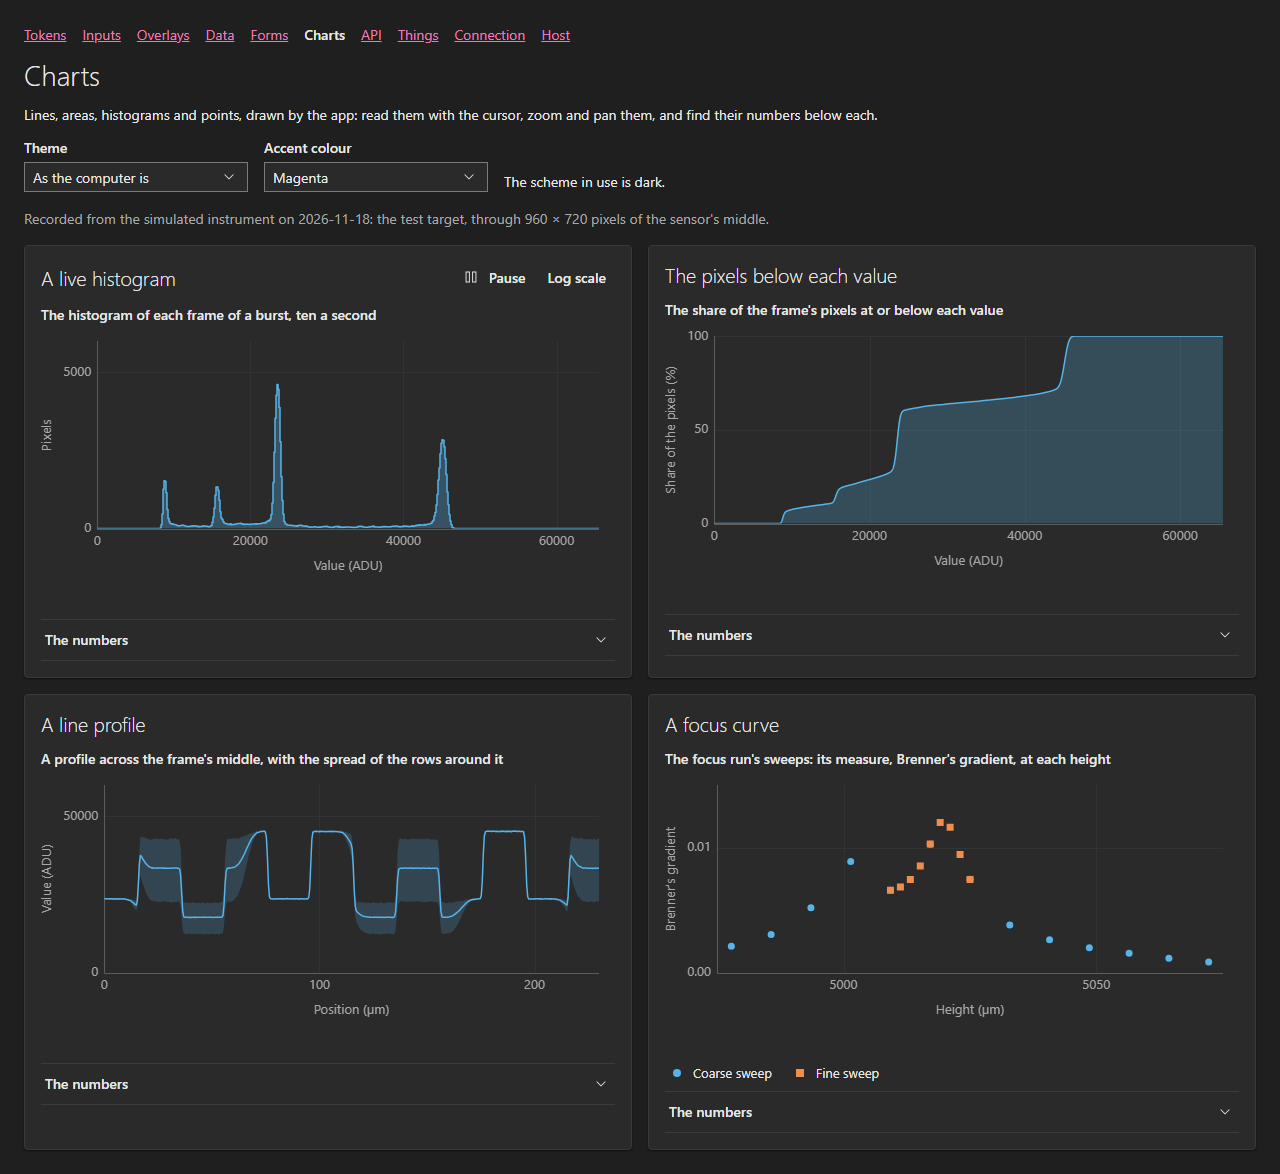 Tokens Inputs Overlays Data Forms Charts API Things Connection Host
Charts
Lines, areas, histograms and points, drawn by the app: read them with the cursor, zoom and pan them, and find their numbers below each.
Theme
Accent colour
As the computer is
Magenta
The scheme in use is dark.
Recorded from the simulated instrument on 2026-11-18: the test target, through 960 × 720 pixels of the sensor's middle.
A live histogram
Pause
Log scale
The histogram of each frame of a burst, ten a second
5000
Pixels
0
0 20000 40000 60000
Value (ADU)
The numbers
The pixels below each value
The share of the frame's pixels at or below each value
100
Share of the pixels (%)
50
0
0 20000 40000 60000
Value (ADU)
The numbers
A line profile
A profile across the frame's middle, with the spread of the rows around it
50000
Value (ADU)
0
0 100 200
Position (µm)
The numbers
A focus curve
The focus run's sweeps: its measure, Brenner's gradient, at each height
0.01
Brenner's gradient
0.00
5000 5050
Height (µm)
Coarse sweep Fine sweep
The numbers